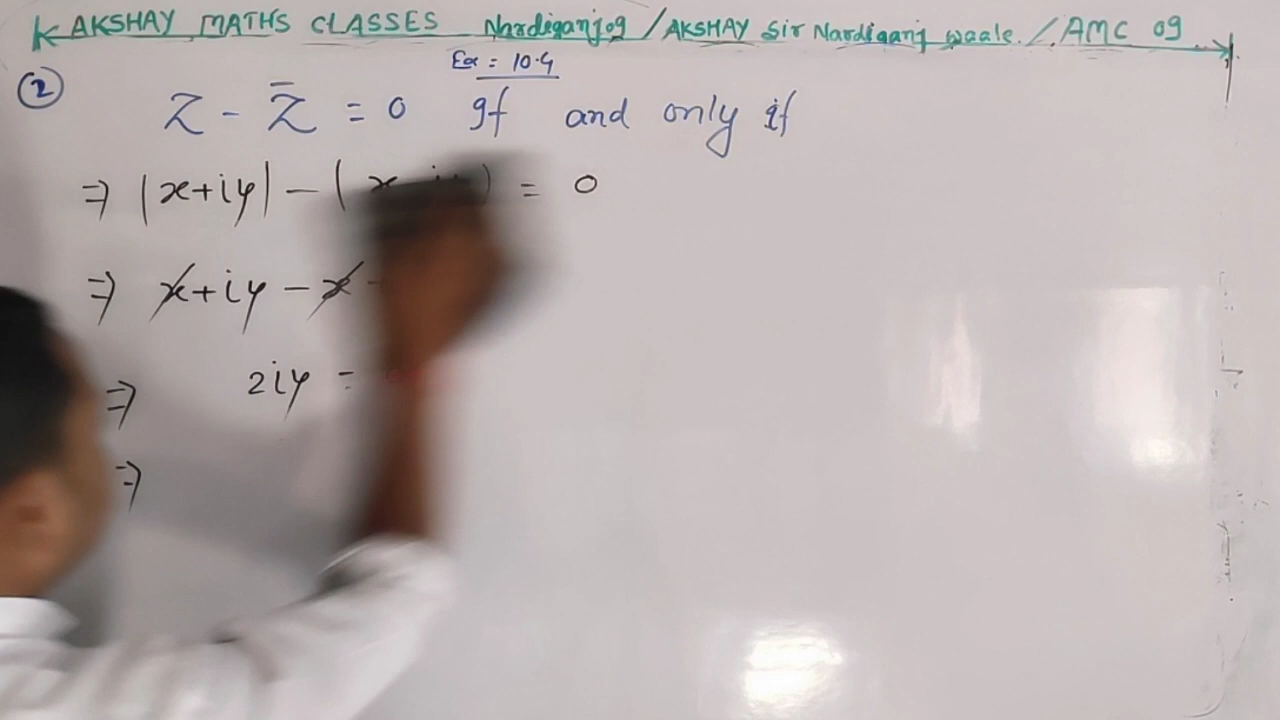 AKSHAY MATHS CLASSES Nardiganj09 / AKSHAY Sir Nardiganj waale. / AMC 09
Ex = 10.4
② Z - Z̄ = 0 If and only if
⇒ |x+iy| - (x-iy) = 0
⇒ x+iy - x
⇒ 2iy =
⇒